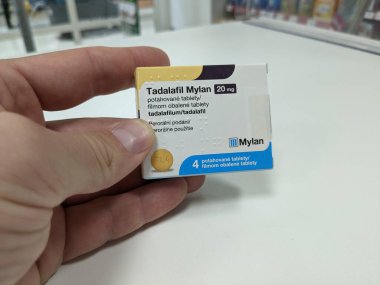 Tadalafil Mylan 20 mg
poťahované tablety/
filmom obalené tablety
tadalafilum/tadalafil
Perorální podání/
perorálne použitie
Mylan
4 potahované tablety/
filmom obalené tablety